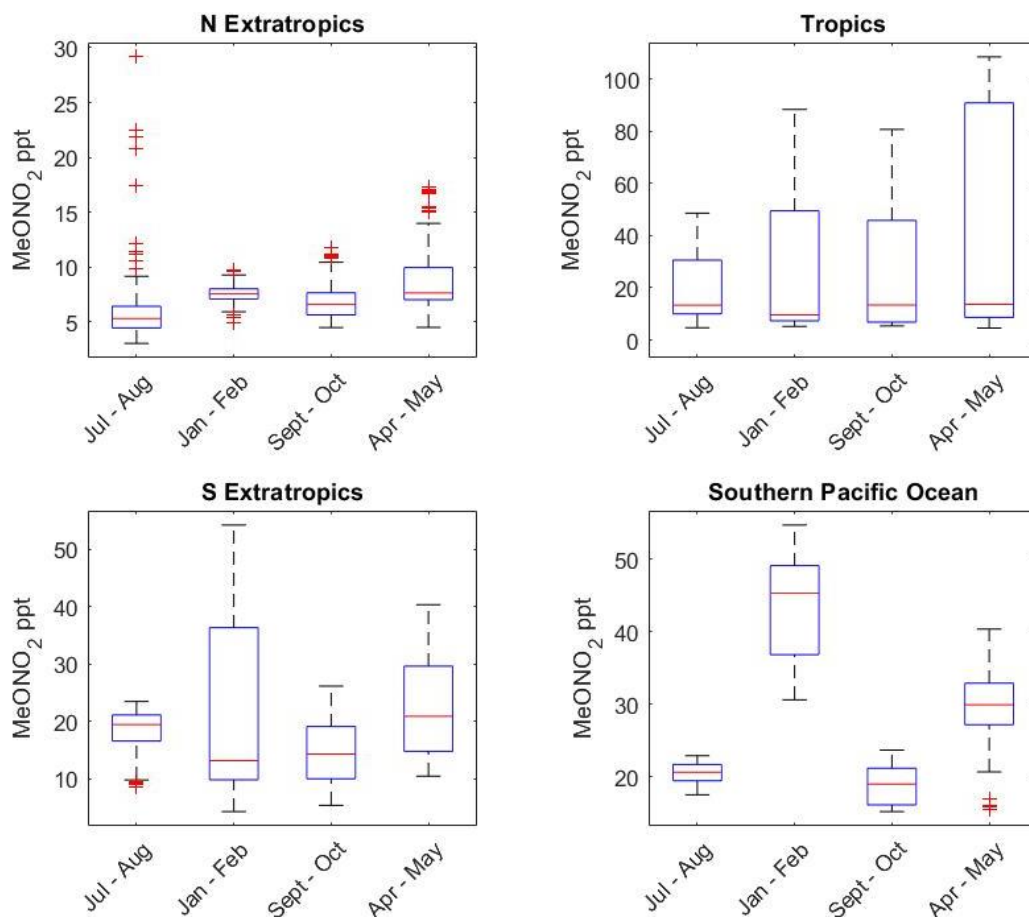 N Extratropics
MeONO2 ppt
30
25
20
15
10
5
Jul - Aug
Jan - Feb
Sept - Oct
Apr - May
Tropics
MeONO2 ppt
100
80
60
40
20
0
Jul - Aug
Jan - Feb
Sept - Oct
Apr - May
S Extratropics
MeONO2 ppt
50
40
30
20
10
Jul - Aug
Jan - Feb
Sept - Oct
Apr - May
Southern Pacific Ocean
MeONO2 ppt
50
40
30
20
Jul - Aug
Jan - Feb
Sept - Oct
Apr - May